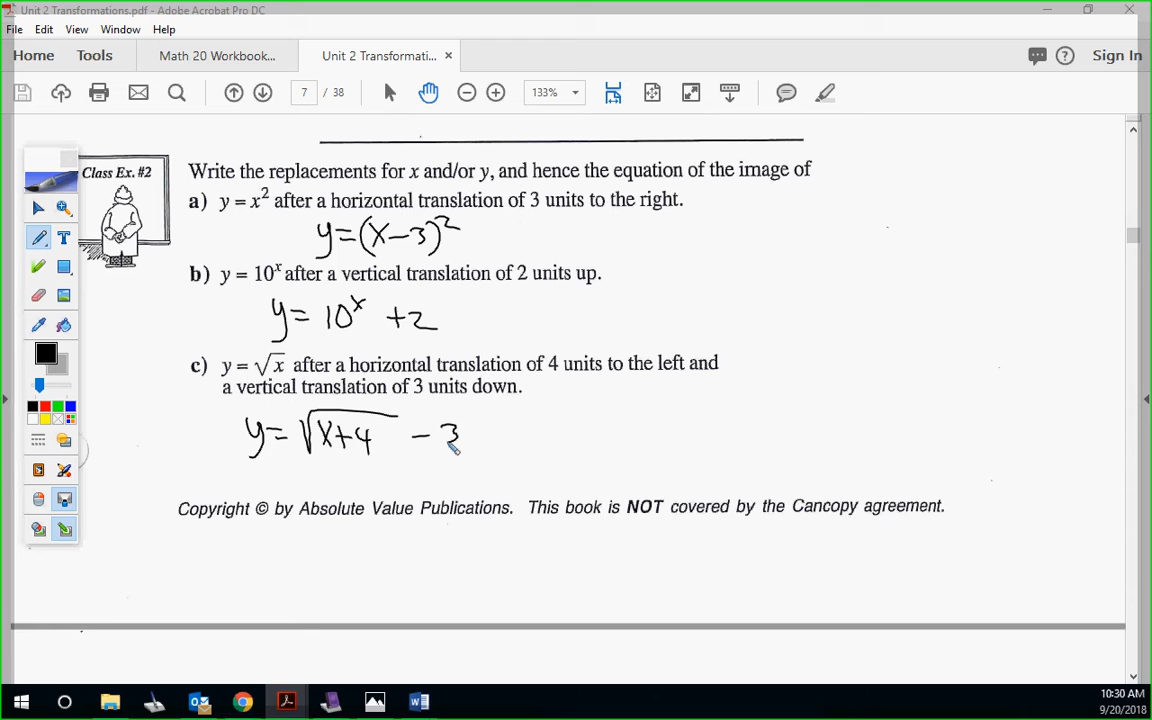 Unit 2 Transformations.pdf - Adobe Acrobat Pro DC
File Edit View Window Help
Home Tools Math 20 Workbook... Unit 2 Transformati... × Sign In
7 / 38 133%
Class Ex. #2
Write the replacements for x and/or y, and hence the equation of the image of
a) y = x² after a horizontal translation of 3 units to the right.
y=(x-3)²
b) y = 10ˣ after a vertical translation of 2 units up.
y= 10ˣ +2
c) y = √x after a horizontal translation of 4 units to the left and
a vertical translation of 3 units down.
y= √(x+4) - 3
Copyright © by Absolute Value Publications. This book is NOT covered by the Cancopy agreement.
10:30 AM
9/20/2018